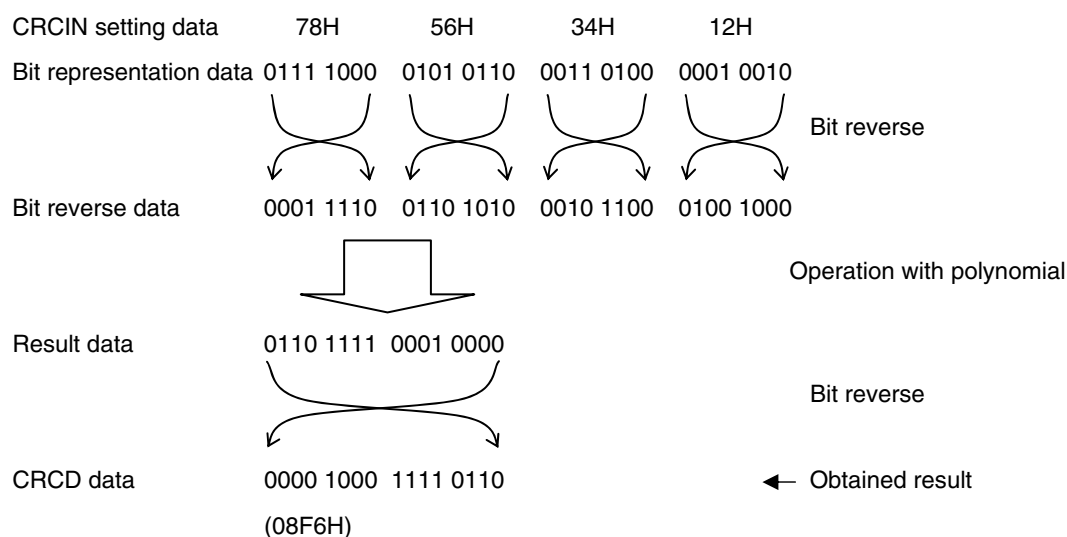 CRCIN setting data 78H 56H 34H 12H
Bit representation data 0111 1000 0101 0110 0011 0100 0001 0010
Bit reverse
Bit reverse data 0001 1110 0110 1010 0010 1100 0100 1000
Operation with polynomial
Result data 0110 1111 0001 0000
Bit reverse
CRCD data 0000 1000 1111 0110 Obtained result
(08F6H)